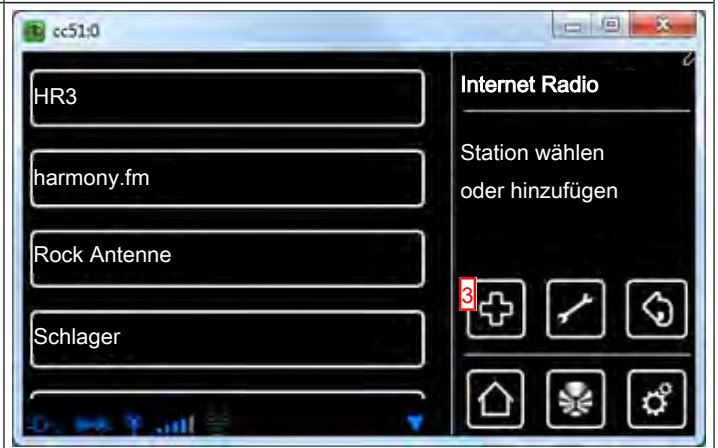 cc51:0
HR3
harmony.fm
Rock Antenne
Schlager
Internet Radio
Station wählen
oder hinzufügen
3